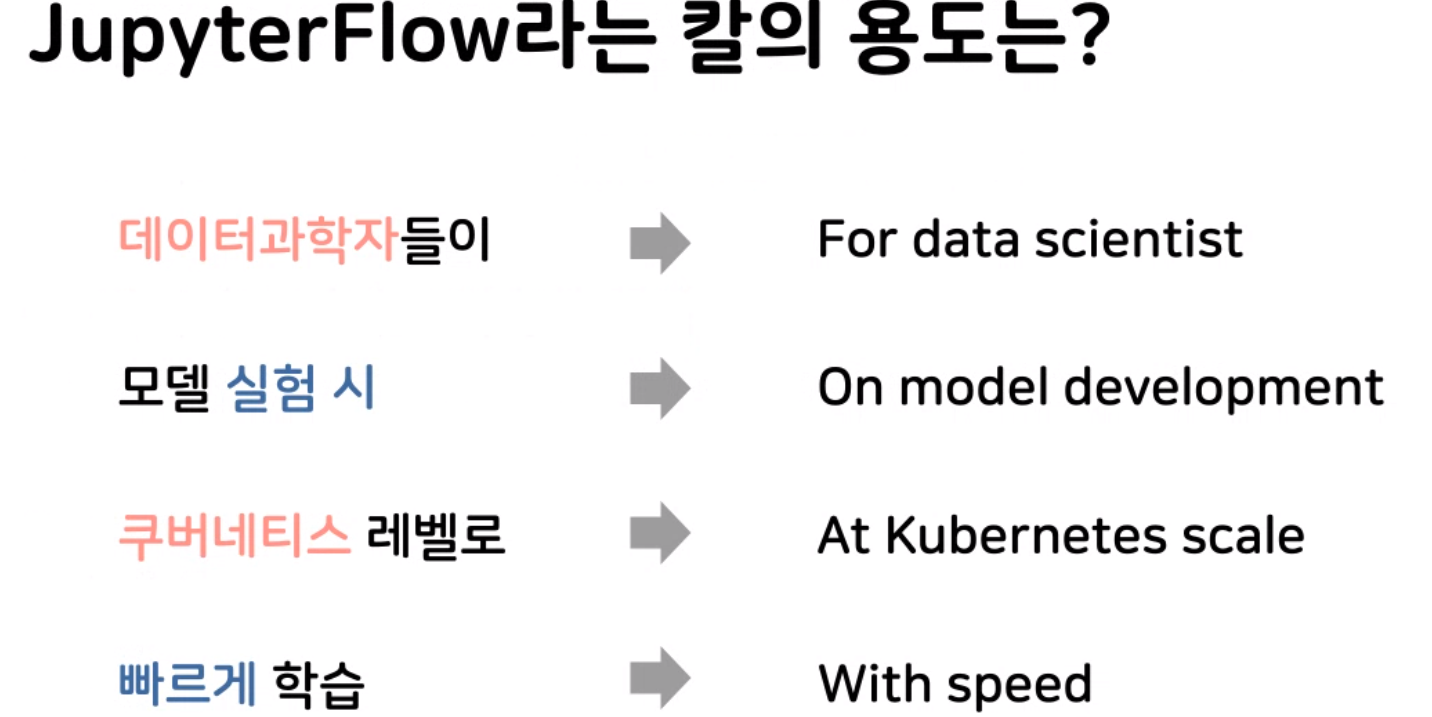 JupyterFlow라는 칼의 용도는?
데이터과학자들이 For data scientist
모델 실험 시 On model development
쿠버네티스 레벨로 At Kubernetes scale
빠르게 학습 With speed